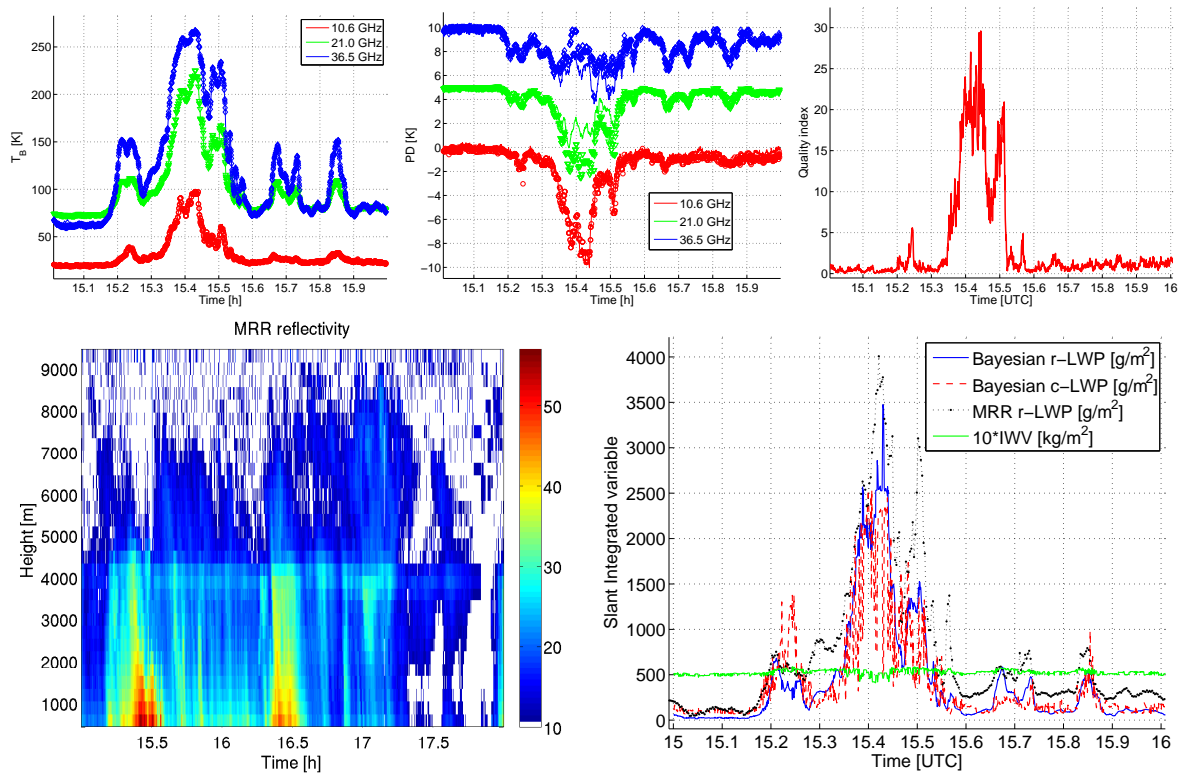 250
200
150
100
50
T_B [K]
15.1 15.2 15.3 15.4 15.5 15.6 15.7 15.8 15.9
Time [h]
10.6 GHz
21.0 GHz
36.5 GHz
10
8
6
4
2
0
−2
−4
−6
−8
−10
PD [K]
15.1 15.2 15.3 15.4 15.5 15.6 15.7 15.8 15.9
Time [h]
10.6 GHz
21.0 GHz
36.5 GHz
30
25
20
15
10
5
0
Quality index
15.1 15.2 15.3 15.4 15.5 15.6 15.7 15.8 15.9 16
Time [UTC]
MRR reflectivity
9000
8000
7000
6000
5000
4000
3000
2000
1000
Height [m]
15.5 16 16.5 17 17.5
Time [h]
50
40
30
20
10
4000
3500
3000
2500
2000
1500
1000
500
0
Slant Integrated variable
15 15.1 15.2 15.3 15.4 15.5 15.6 15.7 15.8 15.9 16
Time [UTC]
Bayesian r−LWP [g/m²]
Bayesian c−LWP [g/m²]
MRR r−LWP [g/m²]
10*IWV [kg/m²]